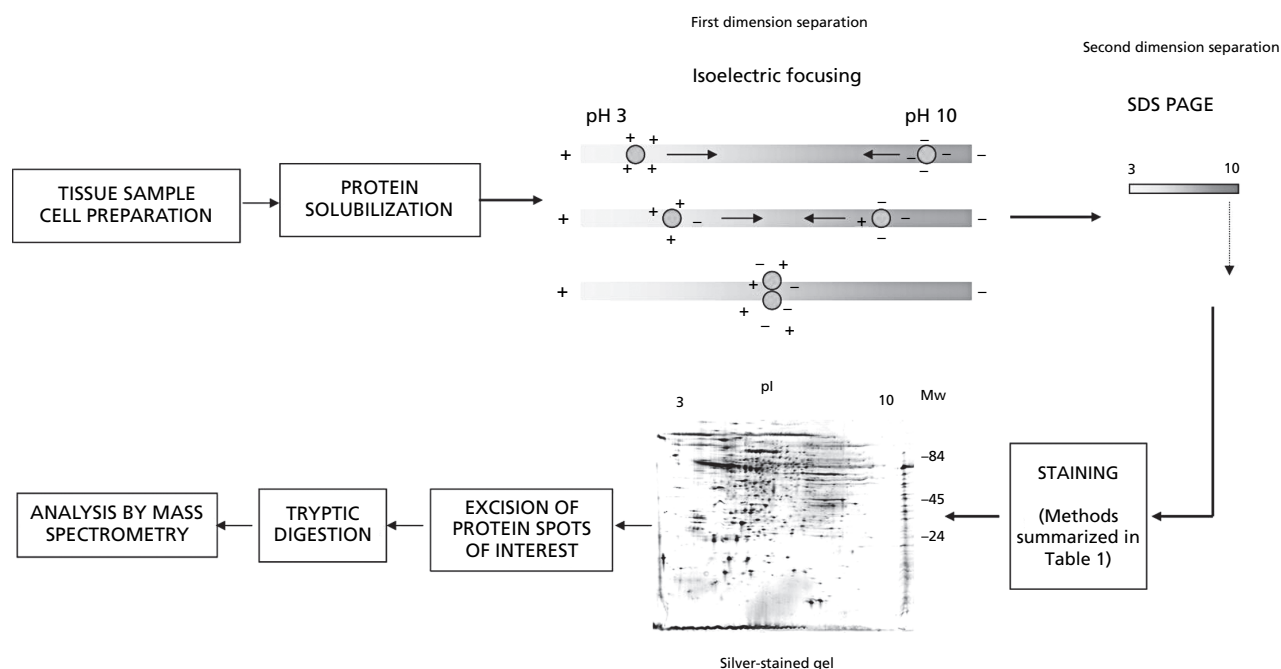 First dimension separation
Second dimension separation
Isoelectric focusing
SDS PAGE
pH 3
pH 10
+ + + + + – – – – –
3
10
TISSUE SAMPLE
CELL PREPARATION
PROTEIN
SOLUBILIZATION
+ + + – + – + – – –
+ – + + – + – – + –
pI
3
10
Mw
–84
–45
–24
STAINING
(Methods
summarized in
Table 1)
EXCISION OF
PROTEIN SPOTS
OF INTEREST
TRYPTIC
DIGESTION
ANALYSIS BY MASS
SPECTROMETRY
Silver-stained gel